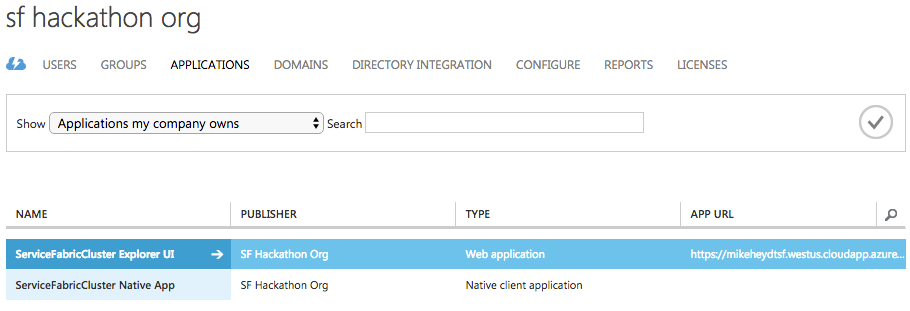 sf hackathon org
USERS GROUPS APPLICATIONS DOMAINS DIRECTORY INTEGRATION CONFIGURE REPORTS LICENSES
Show Applications my company owns Search
NAME PUBLISHER TYPE APP URL
ServiceFabricCluster Explorer UI SF Hackathon Org Web application https://mikeheydtsf.westus.cloudapp.azure...
ServiceFabricCluster Native App SF Hackathon Org Native client application